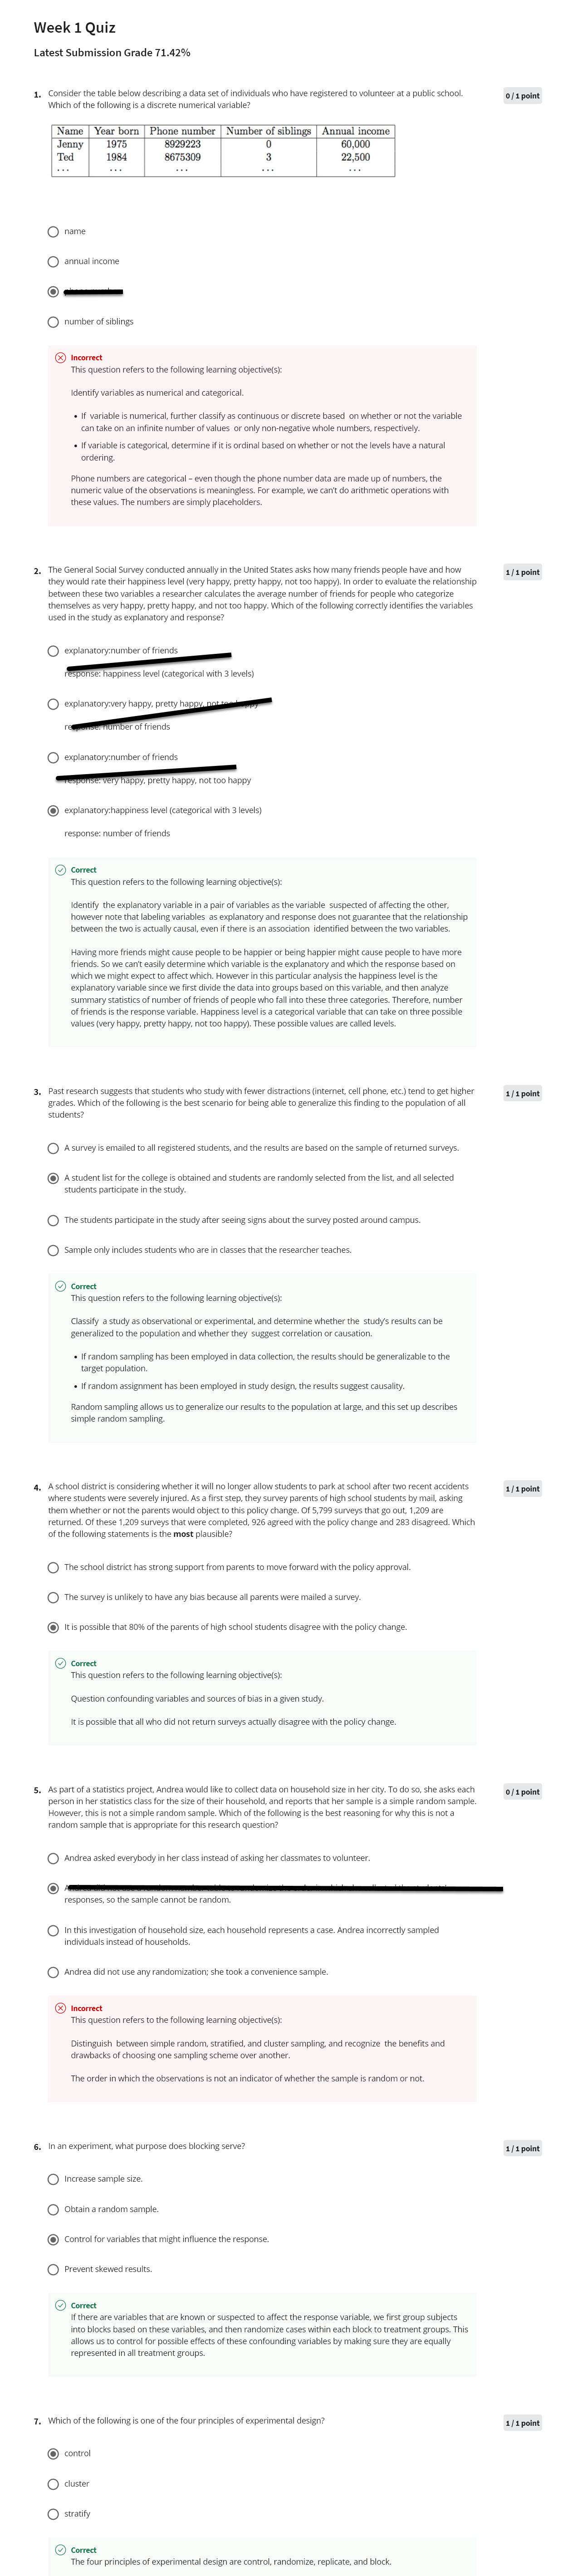 Week 1 Quiz
Latest Submission Grade 71.42%
1. Consider the table below describing a data set of individuals who have registered to volunteer at a public school.
0 / 1 point
Which of the following is a discrete numerical variable?
Name Year born Phone number Number of siblings Annual income
Jenny 1975 8929223 0 60,000
Ted 1984 8675309 3 22,500
... ... ... ... ...
name
annual income
number of siblings
Incorrect
This question refers to the following learning objective(s):
Identify variables as numerical and categorical.
• If variable is numerical, further classify as continuous or discrete based on whether or not the variable
can take on an infinite number of values or only non-negative whole numbers, respectively.
• If variable is categorical, determine if it is ordinal based on whether or not the levels have a natural
ordering.
Phone numbers are categorical – even though the phone number data are made up of numbers, the
numeric value of the observations is meaningless. For example, we can't do arithmetic operations with
these values. The numbers are simply placeholders.
2. The General Social Survey conducted annually in the United States asks how many friends people have and how
1 / 1 point
they would rate their happiness level (very happy, pretty happy, not too happy). In order to evaluate the relationship
between these two variables a researcher calculates the average number of friends for people who categorize
themselves as very happy, pretty happy, and not too happy. Which of the following correctly identifies the variables
used in the study as explanatory and response?
explanatory:number of friends
response: happiness level (categorical with 3 levels)
explanatory:very happy, pretty happy, not too happy
response: number of friends
explanatory:number of friends
response: very happy, pretty happy, not too happy
explanatory:happiness level (categorical with 3 levels)
response: number of friends
Correct
This question refers to the following learning objective(s):
Identify the explanatory variable in a pair of variables as the variable suspected of affecting the other,
however note that labeling variables as explanatory and response does not guarantee that the relationship
between the two is actually causal, even if there is an association identified between the two variables.
Having more friends might cause people to be happier or being happier might cause people to have more
friends. So we can't easily determine which variable is the explanatory and which the response based on
which we might expect to affect which. However in this particular analysis the happiness level is the
explanatory variable since we first divide the data into groups based on this variable, and then analyze
summary statistics of number of friends of people who fall into these three categories. Therefore, number
of friends is the response variable. Happiness level is a categorical variable that can take on three possible
values (very happy, pretty happy, not too happy). These possible values are called levels.
3. Past research suggests that students who study with fewer distractions (internet, cell phone, etc.) tend to get higher
1 / 1 point
grades. Which of the following is the best scenario for being able to generalize this finding to the population of all
students?
A survey is emailed to all registered students, and the results are based on the sample of returned surveys.
A student list for the college is obtained and students are randomly selected from the list, and all selected
students participate in the study.
The students participate in the study after seeing signs about the survey posted around campus.
Sample only includes students who are in classes that the researcher teaches.
Correct
This question refers to the following learning objective(s):
Classify a study as observational or experimental, and determine whether the study's results can be
generalized to the population and whether they suggest correlation or causation.
• If random sampling has been employed in data collection, the results should be generalizable to the
target population.
• If random assignment has been employed in study design, the results suggest causality.
Random sampling allows us to generalize our results to the population at large, and this set up describes
simple random sampling.
4. A school district is considering whether it will no longer allow students to park at school after two recent accidents
1 / 1 point
where students were severely injured. As a first step, they survey parents of high school students by mail, asking
them whether or not the parents would object to this policy change. Of 5,799 surveys that go out, 1,209 are
returned. Of these 1,209 surveys that were completed, 926 agreed with the policy change and 283 disagreed. Which
of the following statements is the most plausible?
The school district has strong support from parents to move forward with the policy approval.
The survey is unlikely to have any bias because all parents were mailed a survey.
It is possible that 80% of the parents of high school students disagree with the policy change.
Correct
This question refers to the following learning objective(s):
Question confounding variables and sources of bias in a given study.
It is possible that all who did not return surveys actually disagree with the policy change.
5. As part of a statistics project, Andrea would like to collect data on household size in her city. To do so, she asks each
0 / 1 point
person in her statistics class for the size of their household, and reports that her sample is a simple random sample.
However, this is not a simple random sample. Which of the following is the best reasoning for why this is not a
random sample that is appropriate for this research question?
Andrea asked everybody in her class instead of asking her classmates to volunteer.
responses, so the sample cannot be random.
In this investigation of household size, each household represents a case. Andrea incorrectly sampled
individuals instead of households.
Andrea did not use any randomization; she took a convenience sample.
Incorrect
This question refers to the following learning objective(s):
Distinguish between simple random, stratified, and cluster sampling, and recognize the benefits and
drawbacks of choosing one sampling scheme over another.
The order in which the observations is not an indicator of whether the sample is random or not.
6. In an experiment, what purpose does blocking serve?
1 / 1 point
Increase sample size.
Obtain a random sample.
Control for variables that might influence the response.
Prevent skewed results.
Correct
If there are variables that are known or suspected to affect the response variable, we first group subjects
into blocks based on these variables, and then randomize cases within each block to treatment groups. This
allows us to control for possible effects of these confounding variables by making sure they are equally
represented in all treatment groups.
7. Which of the following is one of the four principles of experimental design?
1 / 1 point
control
cluster
stratify
Correct
The four principles of experimental design are control, randomize, replicate, and block.